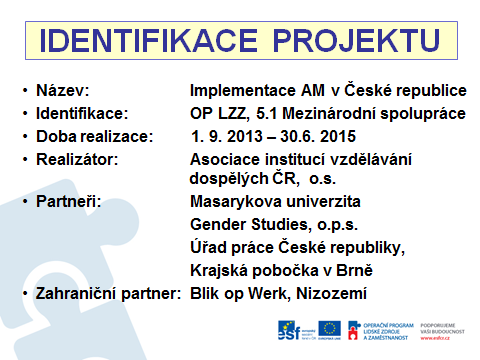 IDENTIFIKACE PROJEKTU
• Název: Implementace AM v České republice
• Identifikace: OP LZZ, 5.1 Mezinárodní spolupráce
• Doba realizace: 1. 9. 2013 – 30.6. 2015
• Realizátor: Asociace institucí vzdělávání
dospělých ČR, o.s.
• Partneři: Masarykova univerzita
Gender Studies, o.p.s.
Úřad práce České republiky,
Krajská pobočka v Brně
• Zahraniční partner: Blik op Werk, Nizozemí
esf
EVROPSKÁ UNIE
OPERAČNÍ PROGRAM
LIDSKÉ ZDROJE
A ZAMĚSTNANOST
PODPORUJEME
VAŠI BUDOUCNOST
www.esfcr.cz